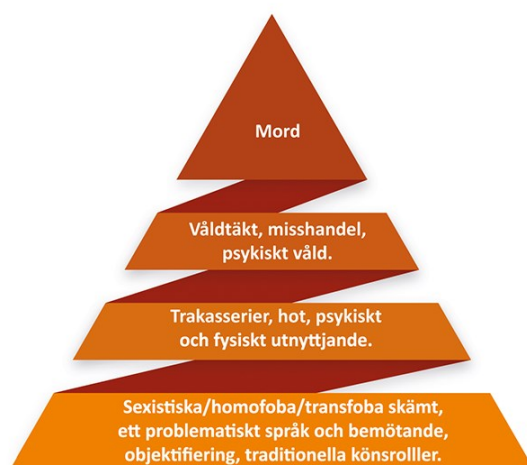 Mord
Våldtäkt, misshandel,
psykiskt våld.
Trakasserier, hot, psykiskt
och fysiskt utnyttjande.
Sexistiska/homofoba/transfoba skämt,
ett problematiskt språk och bemötande,
objektifiering, traditionella könsrolller.